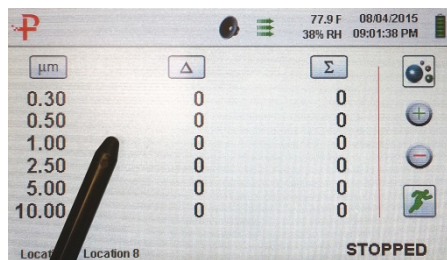 77.9 F 08/04/2015
38% RH 09:01:38 PM
µm Δ Σ
0.30 0 0
0.50 0 0
1.00 0 0
2.50 0 0
5.00 0 0
10.00 0 0
Location 8
STOPPED